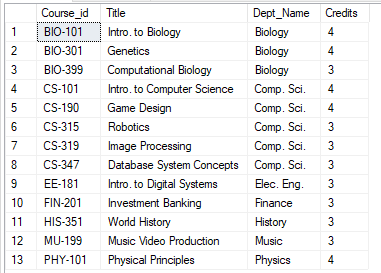 Course_id Title Dept_Name Credits
1 BIO-101 Intro. to Biology Biology 4
2 BIO-301 Genetics Biology 4
3 BIO-399 Computational Biology Biology 3
4 CS-101 Intro. to Computer Science Comp. Sci. 4
5 CS-190 Game Design Comp. Sci. 4
6 CS-315 Robotics Comp. Sci. 3
7 CS-319 Image Processing Comp. Sci. 3
8 CS-347 Database System Concepts Comp. Sci. 3
9 EE-181 Intro. to Digital Systems Elec. Eng. 3
10 FIN-201 Investment Banking Finance 3
11 HIS-351 World History History 3
12 MU-199 Music Video Production Music 3
13 PHY-101 Physical Principles Physics 4